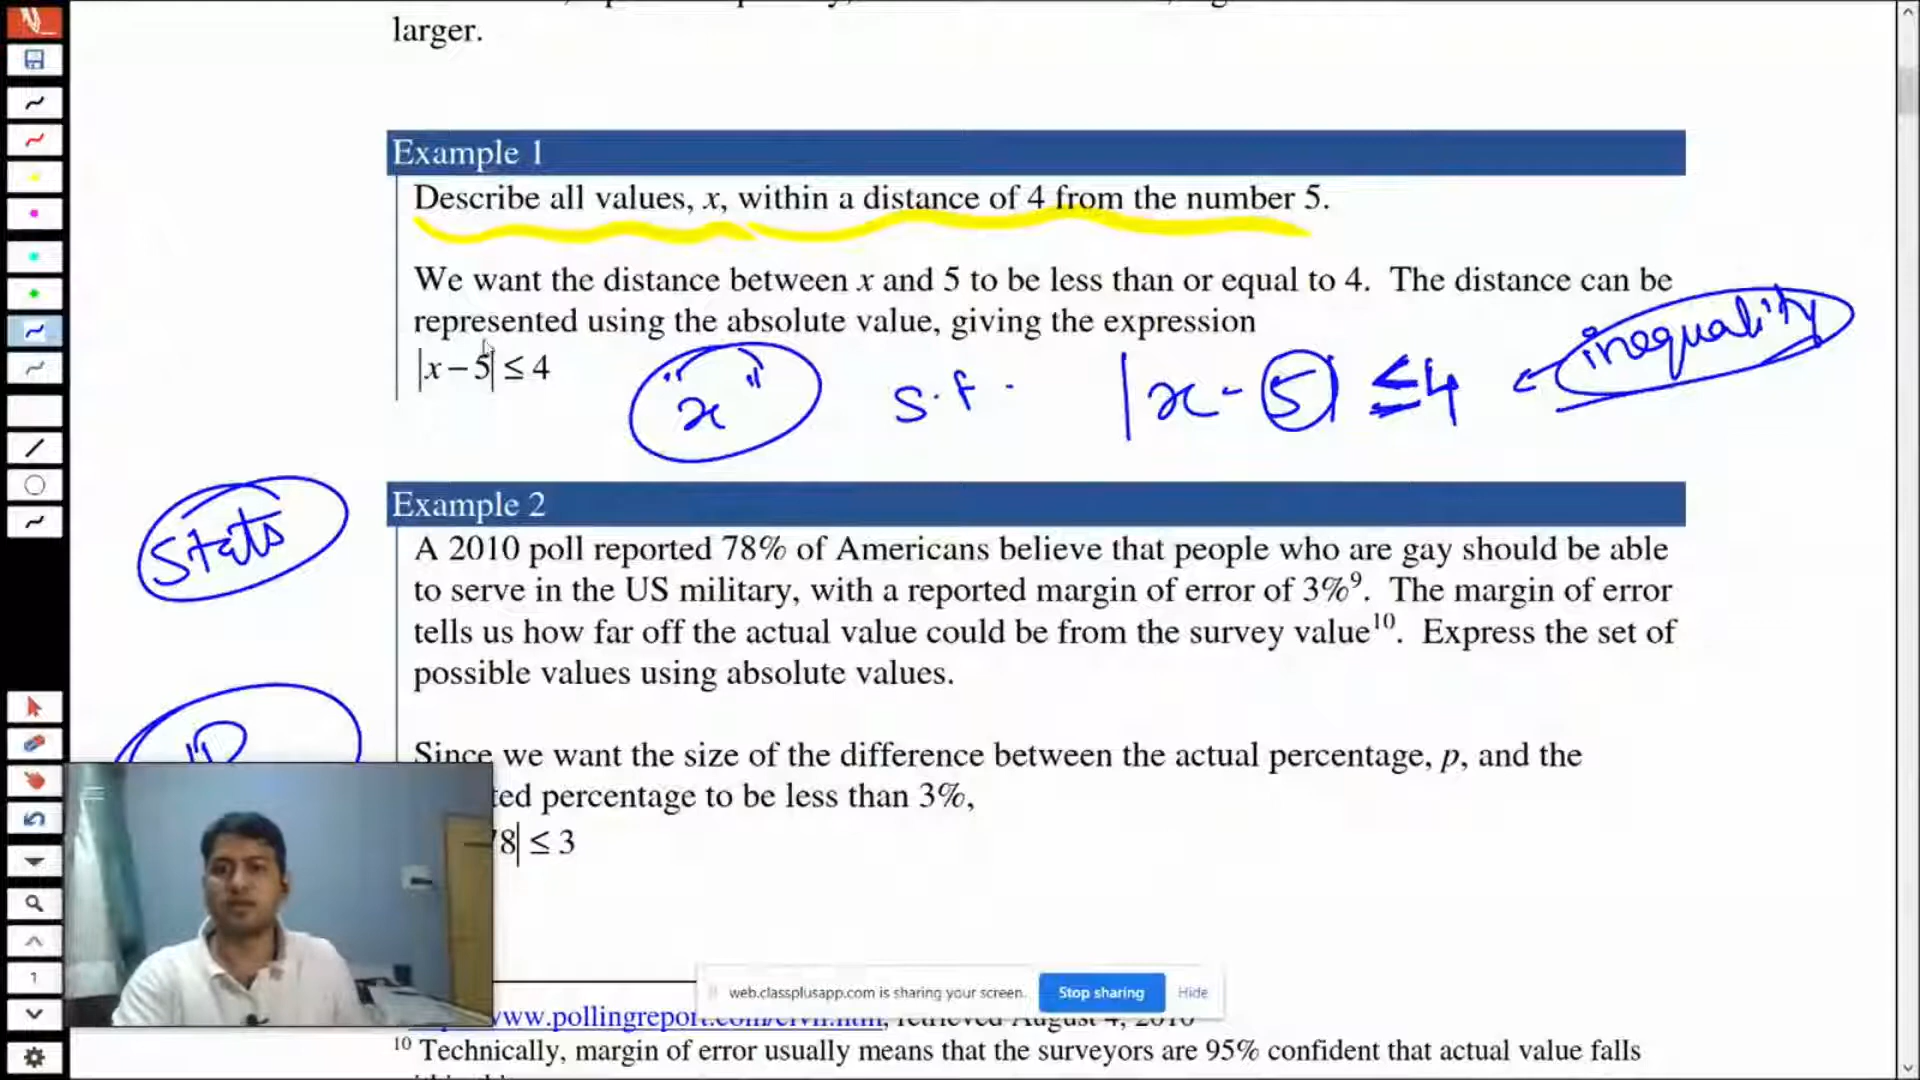 larger.
Example 1
Describe all values, x, within a distance of 4 from the number 5.
We want the distance between x and 5 to be less than or equal to 4. The distance can be
represented using the absolute value, giving the expression
|x − 5| ≤ 4
"x" s.t. |x - 5| ≤ 4 inequality
Stats
Example 2
A 2010 poll reported 78% of Americans believe that people who are gay should be able
to serve in the US military, with a reported margin of error of 3%⁹. The margin of error
tells us how far off the actual value could be from the survey value¹⁰. Express the set of
possible values using absolute values.
Since we want the size of the difference between the actual percentage, p, and the
ted percentage to be less than 3%,
8| ≤ 3
web.classplusapp.com is sharing your screen. Stop sharing Hide
retrieved August 4, 2010
¹⁰ Technically, margin of error usually means that the surveyors are 95% confident that actual value falls
1